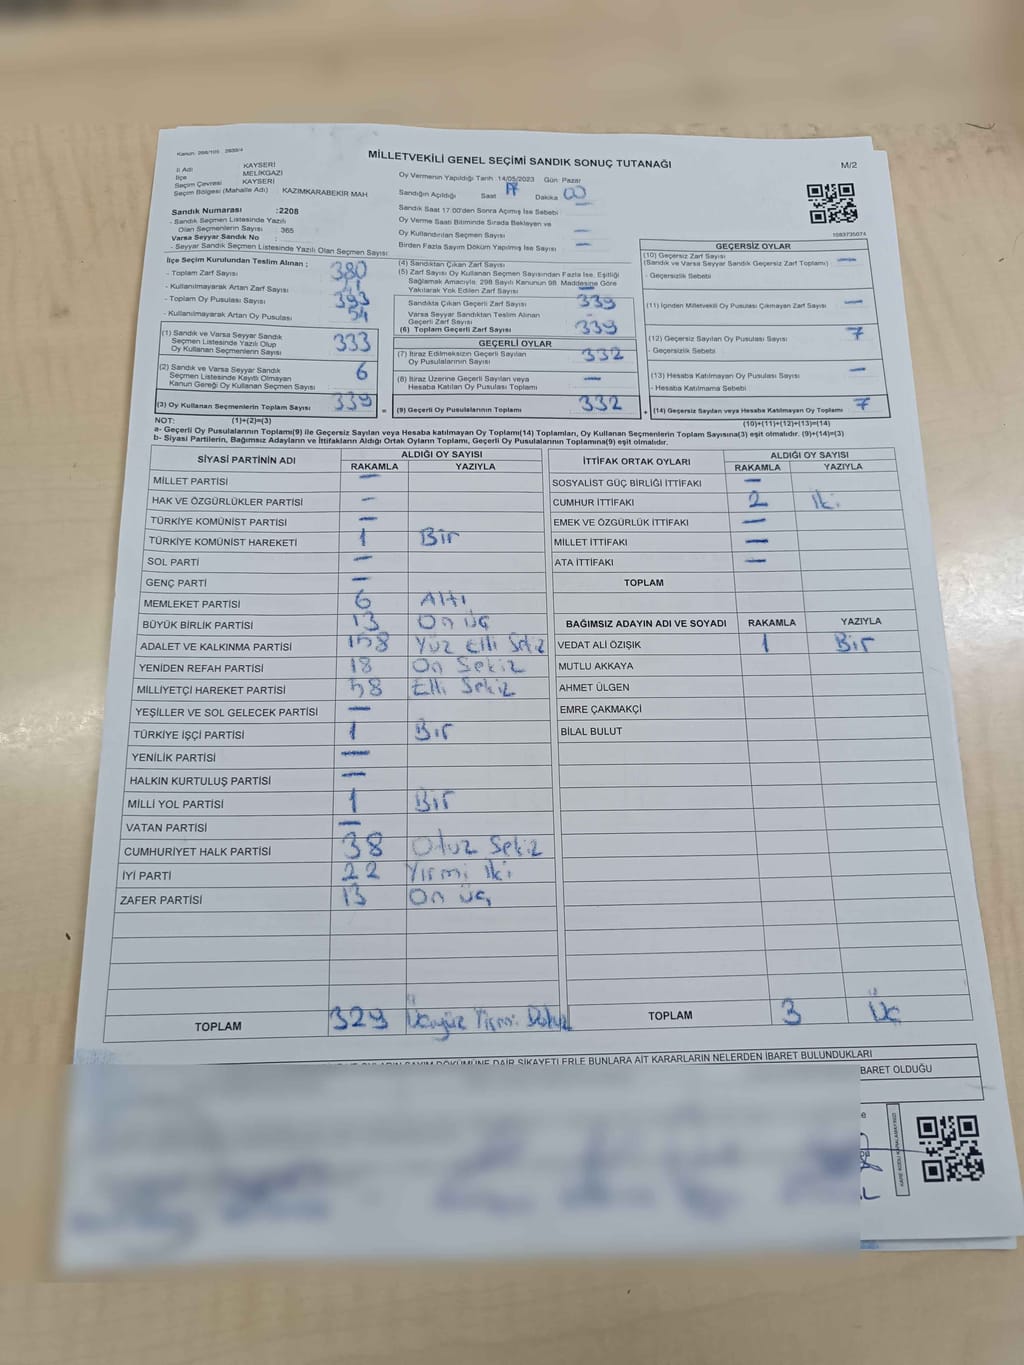 MİLLETVEKİLİ GENEL SEÇİMİ SANDIK SONUÇ TUTANAĞI
M/2
İl Adı KAYSERİ
İlçe MELİKGAZİ
Seçim Çevresi KAYSERİ
Seçim Bölgesi (Mahalle Adı) KAZIMKARABEKIR MAH
Sandık Numarası :2208
- Sandık Seçmen Listesinde Yazılı
Olan Seçmenlerin Sayısı 365
Varsa Seyyar Sandık No :
- Seyyar Sandık Seçmen Listesinde Yazılı Olan Seçmen Sayısı:
Oy Vermenin Yapıldığı Tarih :14/05/2023 Gün: Pazar
Sandığın Açıldığı Saat 17 Dakika 00
Sandık Saat 17:00'den Sonra Açımış İse Sebebi
Oy Verme Saati Bitiminde Sırada Bekleyen ve
Oy Kullandırılan Seçmen Sayısı —
Birden Fazla Sayım Döküm Yapılmış İse Sayısı —
1083735074
İlçe Seçim Kurulundan Teslim Alınan :
- Toplam Zarf Sayısı 380
- Kullanılmayarak Artan Zarf Sayısı 41
- Toplam Oy Pusulası Sayısı 393
- Kullanılmayarak Artan Oy Pusulası 54
(1) Sandık ve Varsa Seyyar Sandık
Seçmen Listesinde Yazılı Olup
Oy Kullanan Seçmenlerin Sayısı 333
(2) Sandık ve Varsa Seyyar Sandık
Seçmen Listesinde Kayıtlı Olmayan
Kanun Gereği Oy Kullanan Seçmen Sayısı 6
(3) Oy Kullanan Seçmenlerin Toplam Sayısı 339
(1)+(2)=(3)
(4) Sandıktan Çıkan Zarf Sayısı
(5) Zarf Sayısı Oy Kullanan Seçmen Sayısından Fazla İse, Eşitliği
Sağlamak Amacıyla, 298 Sayılı Kanunun 98. Maddesine Göre
Yakılarak Yok Edilen Zarf Sayısı —
Sandıkta Çıkan Geçerli Zarf Sayısı 339
Varsa Seyyar Sandıktan Teslim Alınan
Geçerli Zarf Sayısı
(6) Toplam Geçerli Zarf Sayısı 339
GEÇERLİ OYLAR
(7) İtiraz Edilmeksizin Geçerli Sayılan
Oy Pusulalarının Sayısı 332
(8) İtiraz Üzerine Geçerli Sayılan veya
Hesaba Katılan Oy Pusulası Toplamı —
= (9) Geçerli Oy Pusulalarının Toplamı 332
GEÇERSİZ OYLAR
(10) Geçersiz Zarf Sayısı
(Sandık ve Varsa Seyyar Sandık Geçersiz Zarf Toplamı) —
- Geçersizlik Sebebi
(11) İçinden Milletvekili Oy Pusulası Çıkmayan Zarf Sayısı —
(12) Geçersiz Sayılan Oy Pusulası Sayısı 7
- Geçersizlik Sebebi
(13) Hesaba Katılmayan Oy Pusulası Sayısı —
- Hesaba Katılmama Sebebi
+ (14) Geçersiz Sayılan veya Hesaba Katılmayan Oy Toplamı 7
(10)+(11)+(12)+(13)=(14)
NOT:
a- Geçerli Oy Pusulalarının Toplamı(9) ile Geçersiz Sayılan veya Hesaba katılmayan Oy Toplamı(14) Toplamları, Oy Kullanan Seçmenlerin Toplam Sayısına(3) eşit olmalıdır. (9)+(14)=(3)
b- Siyasi Partilerin, Bağımsız Adayların ve İttifakların Aldığı Ortak Oyların Toplamı, Geçerli Oy Pusulalarının Toplamına(9) eşit olmalıdır.
SİYASİ PARTİNİN ADI ALDIĞI OY SAYISI
RAKAMLA YAZIYLA
MİLLET PARTİSİ —
HAK VE ÖZGÜRLÜKLER PARTİSİ —
TÜRKİYE KOMÜNİST PARTİSİ —
TÜRKİYE KOMÜNİST HAREKETİ 1 Bir
SOL PARTİ —
GENÇ PARTİ —
MEMLEKET PARTİSİ 6 Altı
BÜYÜK BİRLİK PARTİSİ 13 On üç
ADALET VE KALKINMA PARTİSİ 158 Yüz Elli Sekiz
YENİDEN REFAH PARTİSİ 18 On Sekiz
MİLLİYETÇİ HAREKET PARTİSİ 58 Elli Sekiz
YEŞİLLER VE SOL GELECEK PARTİSİ —
TÜRKİYE İŞÇİ PARTİSİ 1 Bir
YENİLİK PARTİSİ —
HALKIN KURTULUŞ PARTİSİ —
MİLLİ YOL PARTİSİ 1 Bir
VATAN PARTİSİ —
CUMHURİYET HALK PARTİSİ 38 Otuz Sekiz
İYİ PARTİ 22 Yirmi iki
ZAFER PARTİSİ 13 On üç
TOPLAM 329 Üçyüz Yirmi Dokuz
İTTİFAK ORTAK OYLARI ALDIĞI OY SAYISI
RAKAMLA YAZIYLA
SOSYALİST GÜÇ BİRLİĞİ İTTİFAKI —
CUMHUR İTTİFAKI 2 iki
EMEK VE ÖZGÜRLÜK İTTİFAKI —
MİLLET İTTİFAKI —
ATA İTTİFAKI —
TOPLAM
BAĞIMSIZ ADAYIN ADI VE SOYADI RAKAMLA YAZIYLA
VEDAT ALİ ÖZIŞIK 1 Bir
MUTLU AKKAYA
AHMET ÜLGEN
EMRE ÇAKMAKÇİ
BİLAL BULUT
TOPLAM 3 Üç
DAİR ŞİKAYETLERLE BUNLARA AİT KARARLARIN NELERDEN İBARET BULUNDUKLARI
BARET OLDUĞU